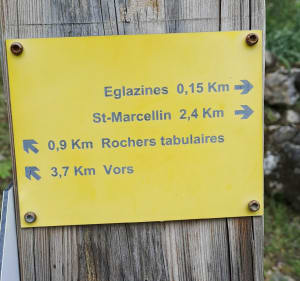 Eglazines 0,15 Km →
St-Marcellin 2,4 Km →
↖ 0,9 Km Rochers tabulaires
↖ 3,7 Km Vors